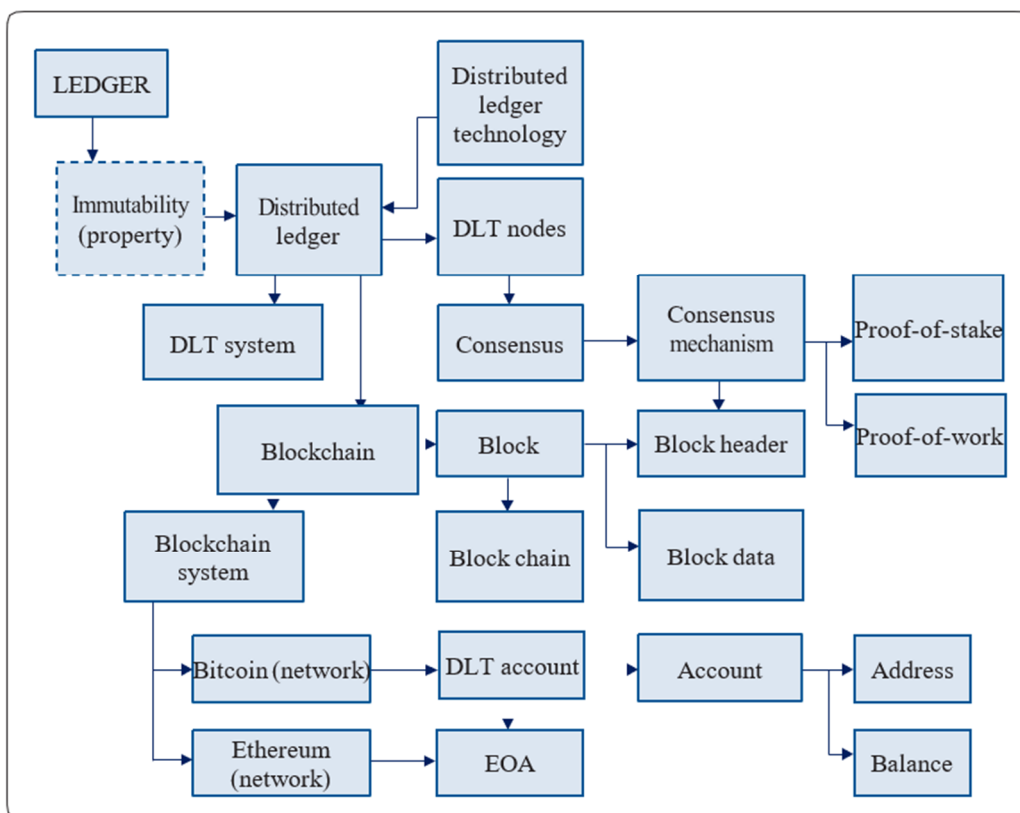 LEDGER
Distributed
ledger
technology
Immutability
(property)
Distributed
ledger
DLT nodes
DLT system
Consensus
Consensus
mechanism
Proof-of-stake
Proof-of-work
Blockchain
Block
Block header
Blockchain
system
Block chain
Block data
Bitcoin (network)
DLT account
Account
Address
Ethereum
(network)
EOA
Balance